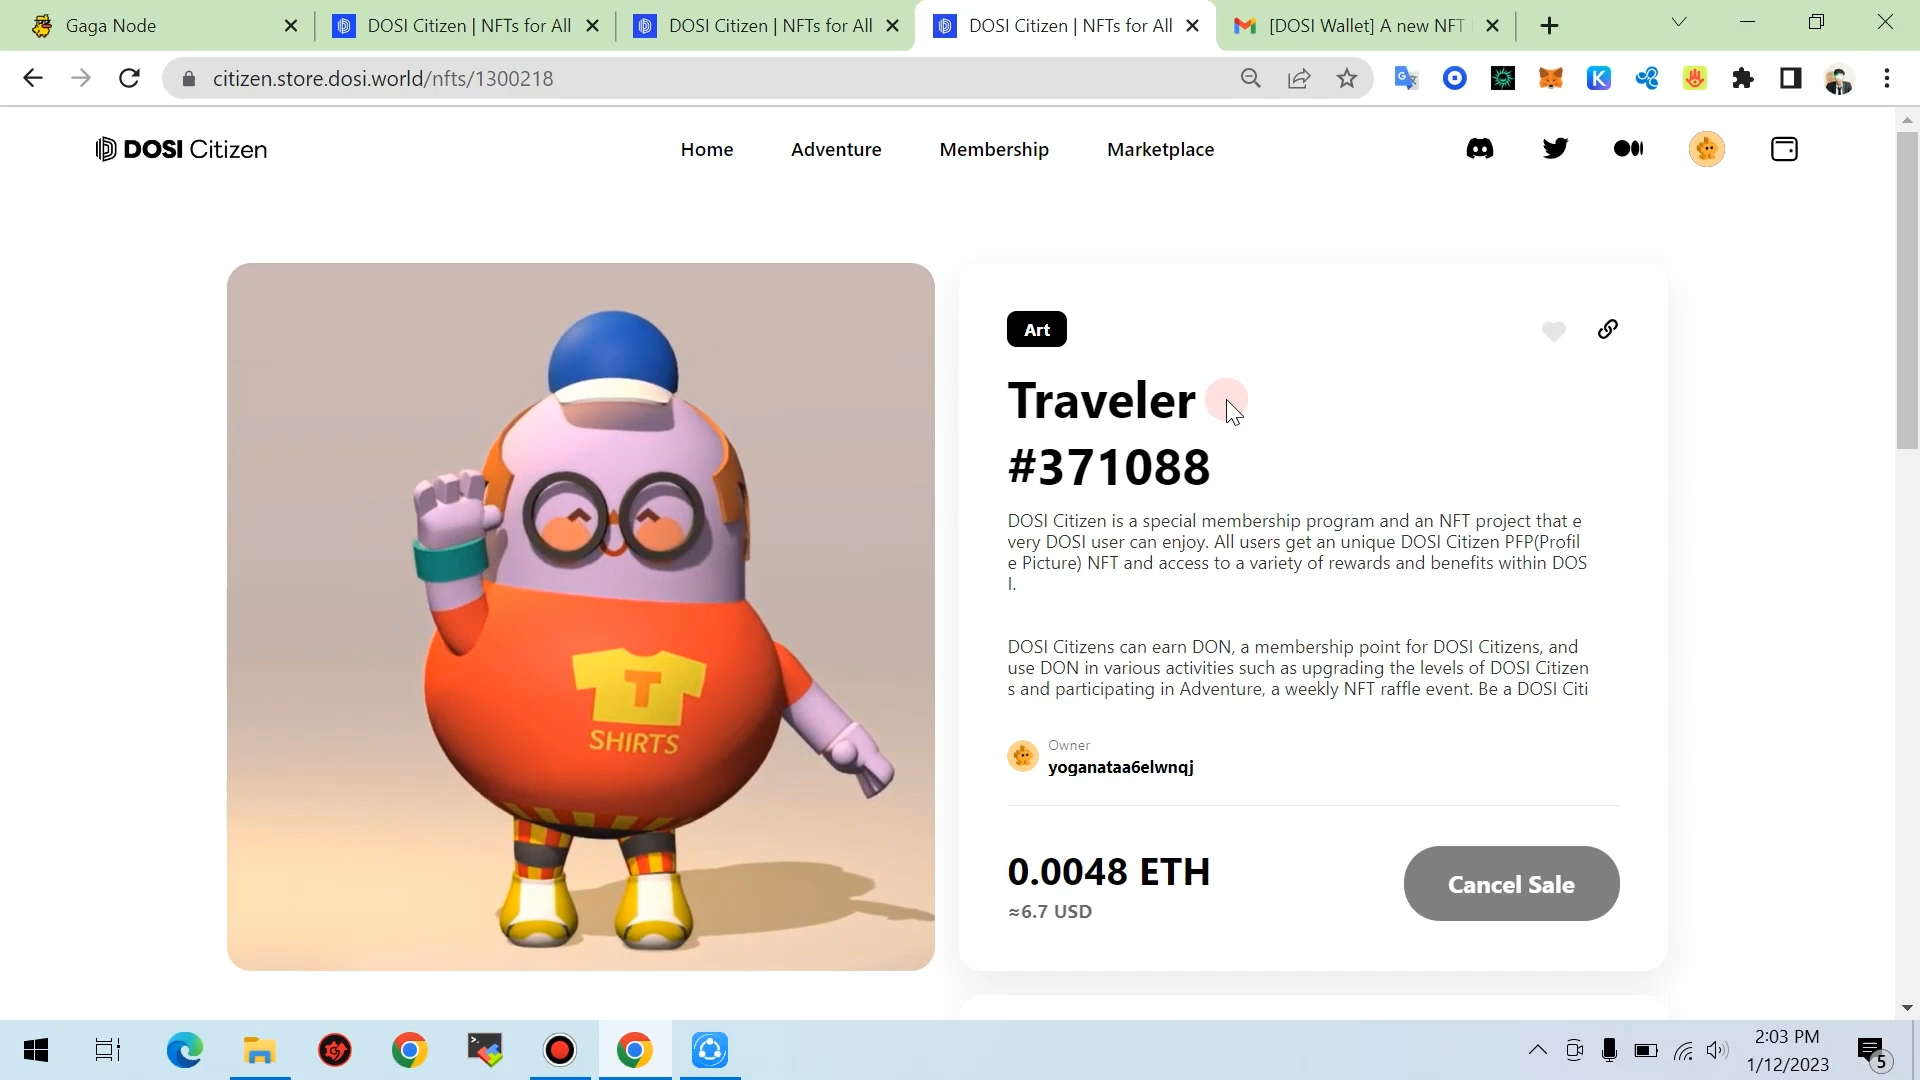 Gaga Node
DOSI Citizen | NFTs for All
DOSI Citizen | NFTs for All
DOSI Citizen | NFTs for All
[DOSI Wallet] A new NFT
citizen.store.dosi.world/nfts/1300218
DOSI Citizen
Home
Adventure
Membership
Marketplace
Art
Traveler
#371088
DOSI Citizen is a special membership program and an NFT project that e
very DOSI user can enjoy. All users get an unique DOSI Citizen PFP(Profil
e Picture) NFT and access to a variety of rewards and benefits within DOS
I.
DOSI Citizens can earn DON, a membership point for DOSI Citizens, and
use DON in various activities such as upgrading the levels of DOSI Citizen
s and participating in Adventure, a weekly NFT raffle event. Be a DOSI Citi
Owner
yoganataa6elwnqj
0.0048 ETH
≈6.7 USD
Cancel Sale
T
SHIRTS
2:03 PM
1/12/2023
5